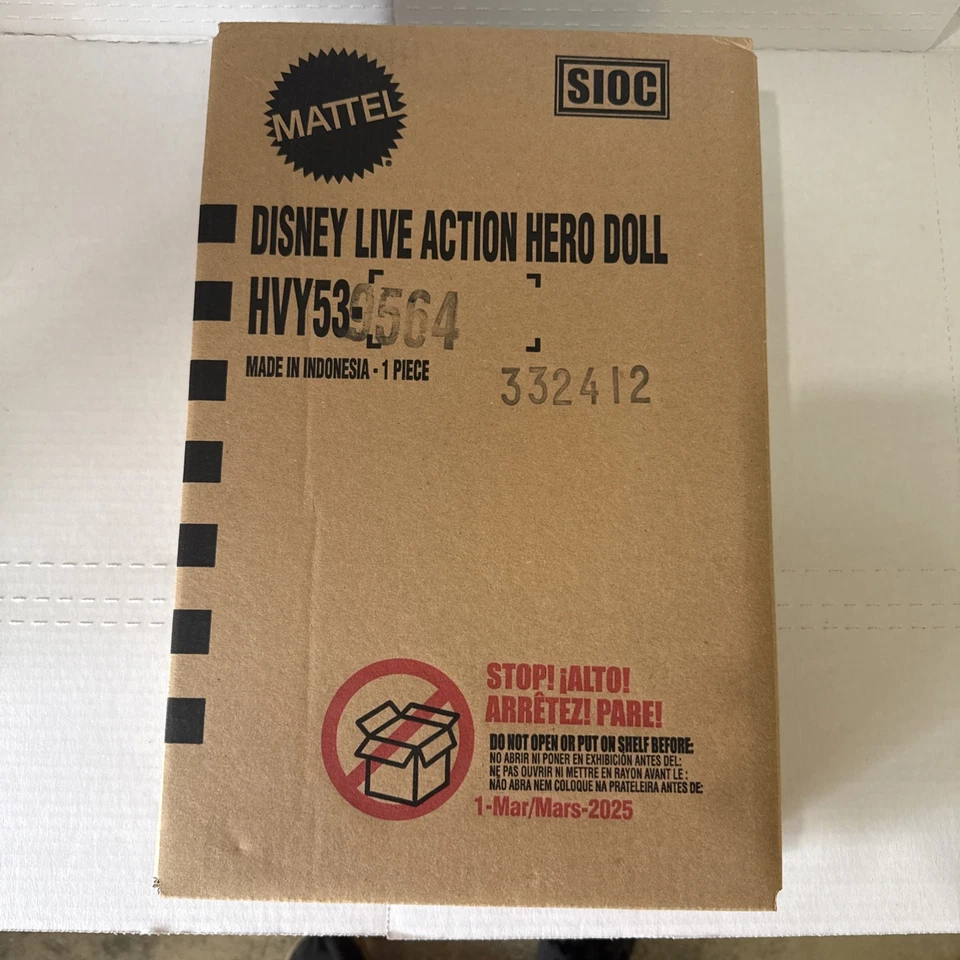 MATTEL
®
SIOC
DISNEY LIVE ACTION HERO DOLL
HVY53-9564
MADE IN INDONESIA - 1 PIECE
332412
STOP! ¡ALTO!
ARRÊTEZ! PARE!
DO NOT OPEN OR PUT ON SHELF BEFORE:
NO ABRIR NI PONER EN EXHIBICIÓN ANTES DEL:
NE PAS OUVRIR NI METTRE EN RAYON AVANT LE :
NÃO ABRA NEM COLOQUE NA PRATELEIRA ANTES DE:
1-Mar/Mars-2025